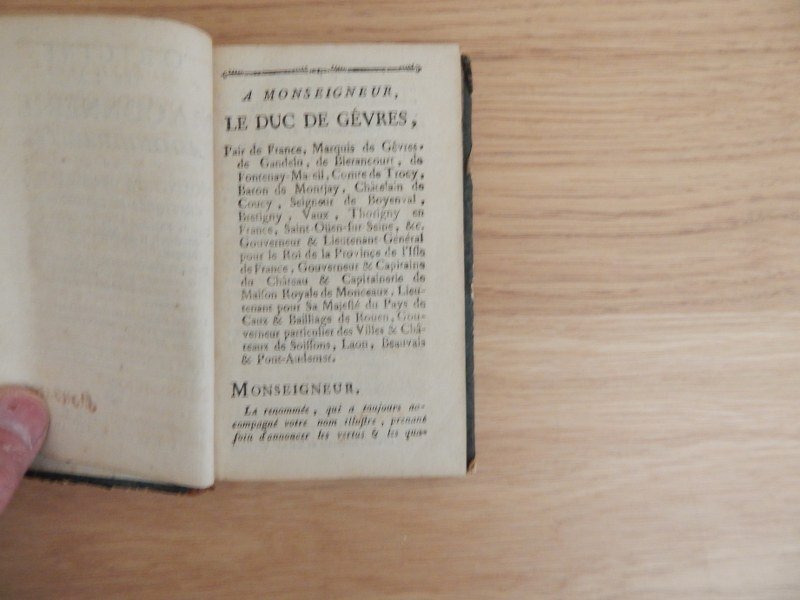 A MONSEIGNEUR,
LE DUC DE GÊVRES,
Pair de France, Marquis de Gêvres,
de Gandelu, de Blerancourt, de
Fontenay-Mareil, Comte de Trocy,
Baron de Montjay, Châtelain de
Coucy, Seigneur de Boyenval,
Bretigny, Vaux, Thorigny en
France, Saint-Ouen-ſur-Seine, &c.
Gouverneur & Lieutenant-Général
pour le Roi de la Province de l'Iſle
de France, Gouverneur & Capitaine
du Château & Capitainerie de
Maiſon Royale de Monceaux, Lieu-
tenant pour Sa Majeſté du Pays de
Caux & Bailliage de Rouen, Gou-
verneur particulier des Villes & Châ-
teaux de Soiſſons, Laon, Beauvais
& Pont-Audemer.
MONSEIGNEUR.
La renommée, qui a toujours ac-
compagné votre nom illuſtre, prenant
ſoin d'annoncer les vertus & les qua-